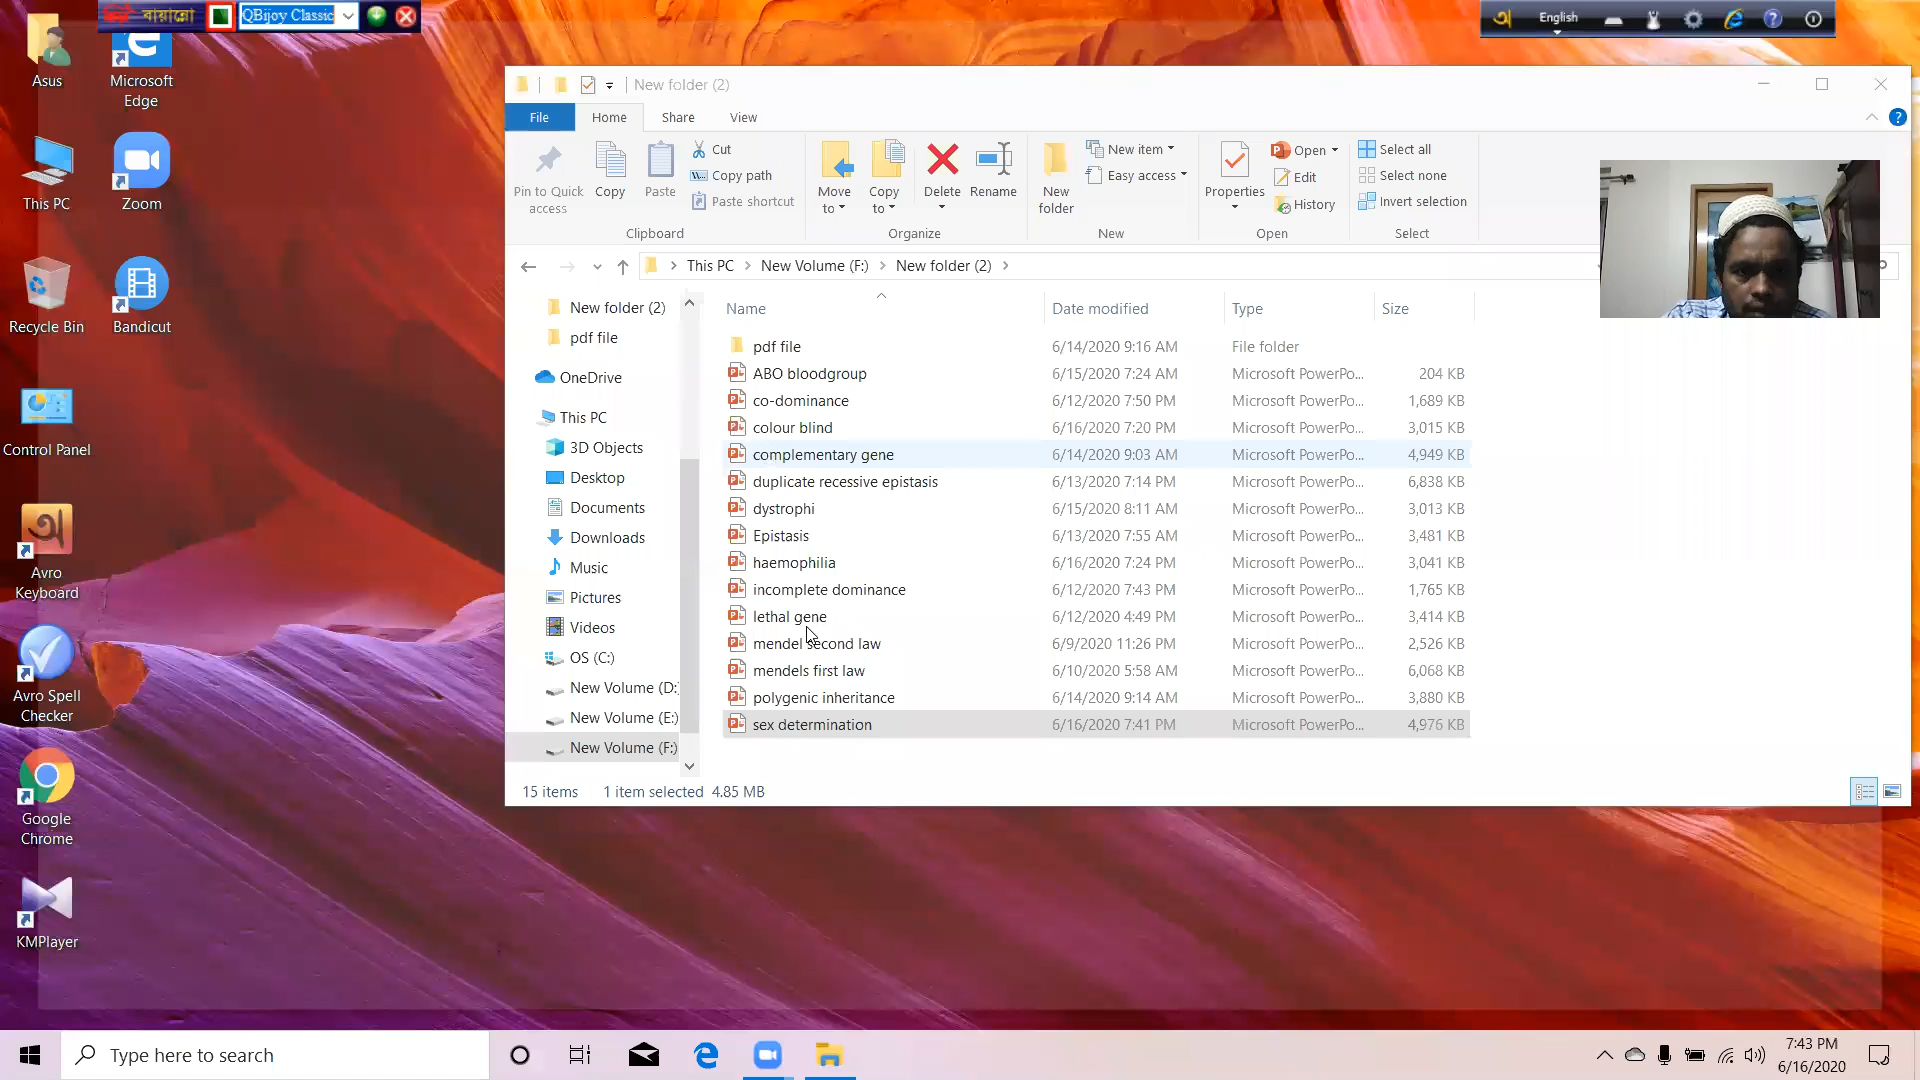 বায়ান্নো
QBijoy Classic
English
Asus
Microsoft
Edge
This PC
Zoom
Recycle Bin
Bandicut
Control Panel
Avro
Keyboard
Avro Spell
Checker
Google
Chrome
KMPlayer
New folder (2)
File
Home
Share
View
Pin to Quick
access
Copy
Paste
Cut
Copy path
Paste shortcut
Clipboard
Move
to
Copy
to
Delete
Rename
Organize
New
folder
New item
Easy access
New
Properties
Open
Edit
History
Open
Select all
Select none
Invert selection
Select
This PC > New Volume (F:) > New folder (2) >
New folder (2)
pdf file
OneDrive
This PC
3D Objects
Desktop
Documents
Downloads
Music
Pictures
Videos
OS (C:)
New Volume (D:
New Volume (E:)
New Volume (F:)
Name Date modified Type Size
pdf file 6/14/2020 9:16 AM File folder
ABO bloodgroup 6/15/2020 7:24 AM Microsoft PowerPo... 204 KB
co-dominance 6/12/2020 7:50 PM Microsoft PowerPo... 1,689 KB
colour blind 6/16/2020 7:20 PM Microsoft PowerPo... 3,015 KB
complementary gene 6/14/2020 9:03 AM Microsoft PowerPo... 4,949 KB
duplicate recessive epistasis 6/13/2020 7:14 PM Microsoft PowerPo... 6,838 KB
dystrophi 6/15/2020 8:11 AM Microsoft PowerPo... 3,013 KB
Epistasis 6/13/2020 7:55 AM Microsoft PowerPo... 3,481 KB
haemophilia 6/16/2020 7:24 PM Microsoft PowerPo... 3,041 KB
incomplete dominance 6/12/2020 7:43 PM Microsoft PowerPo... 1,765 KB
lethal gene 6/12/2020 4:49 PM Microsoft PowerPo... 3,414 KB
mendel second law 6/9/2020 11:26 PM Microsoft PowerPo... 2,526 KB
mendels first law 6/10/2020 5:58 AM Microsoft PowerPo... 6,068 KB
polygenic inheritance 6/14/2020 9:14 AM Microsoft PowerPo... 3,880 KB
sex determination 6/16/2020 7:41 PM Microsoft PowerPo... 4,976 KB
15 items 1 item selected 4.85 MB
Type here to search
7:43 PM
6/16/2020